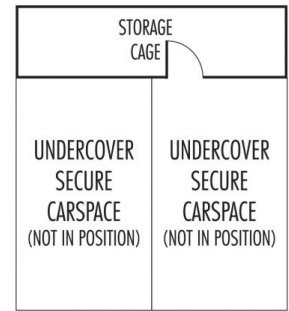 STORAGE
CAGE
UNDERCOVER
SECURE
CARSPACE
(NOT IN POSITION)
UNDERCOVER
SECURE
CARSPACE
(NOT IN POSITION)